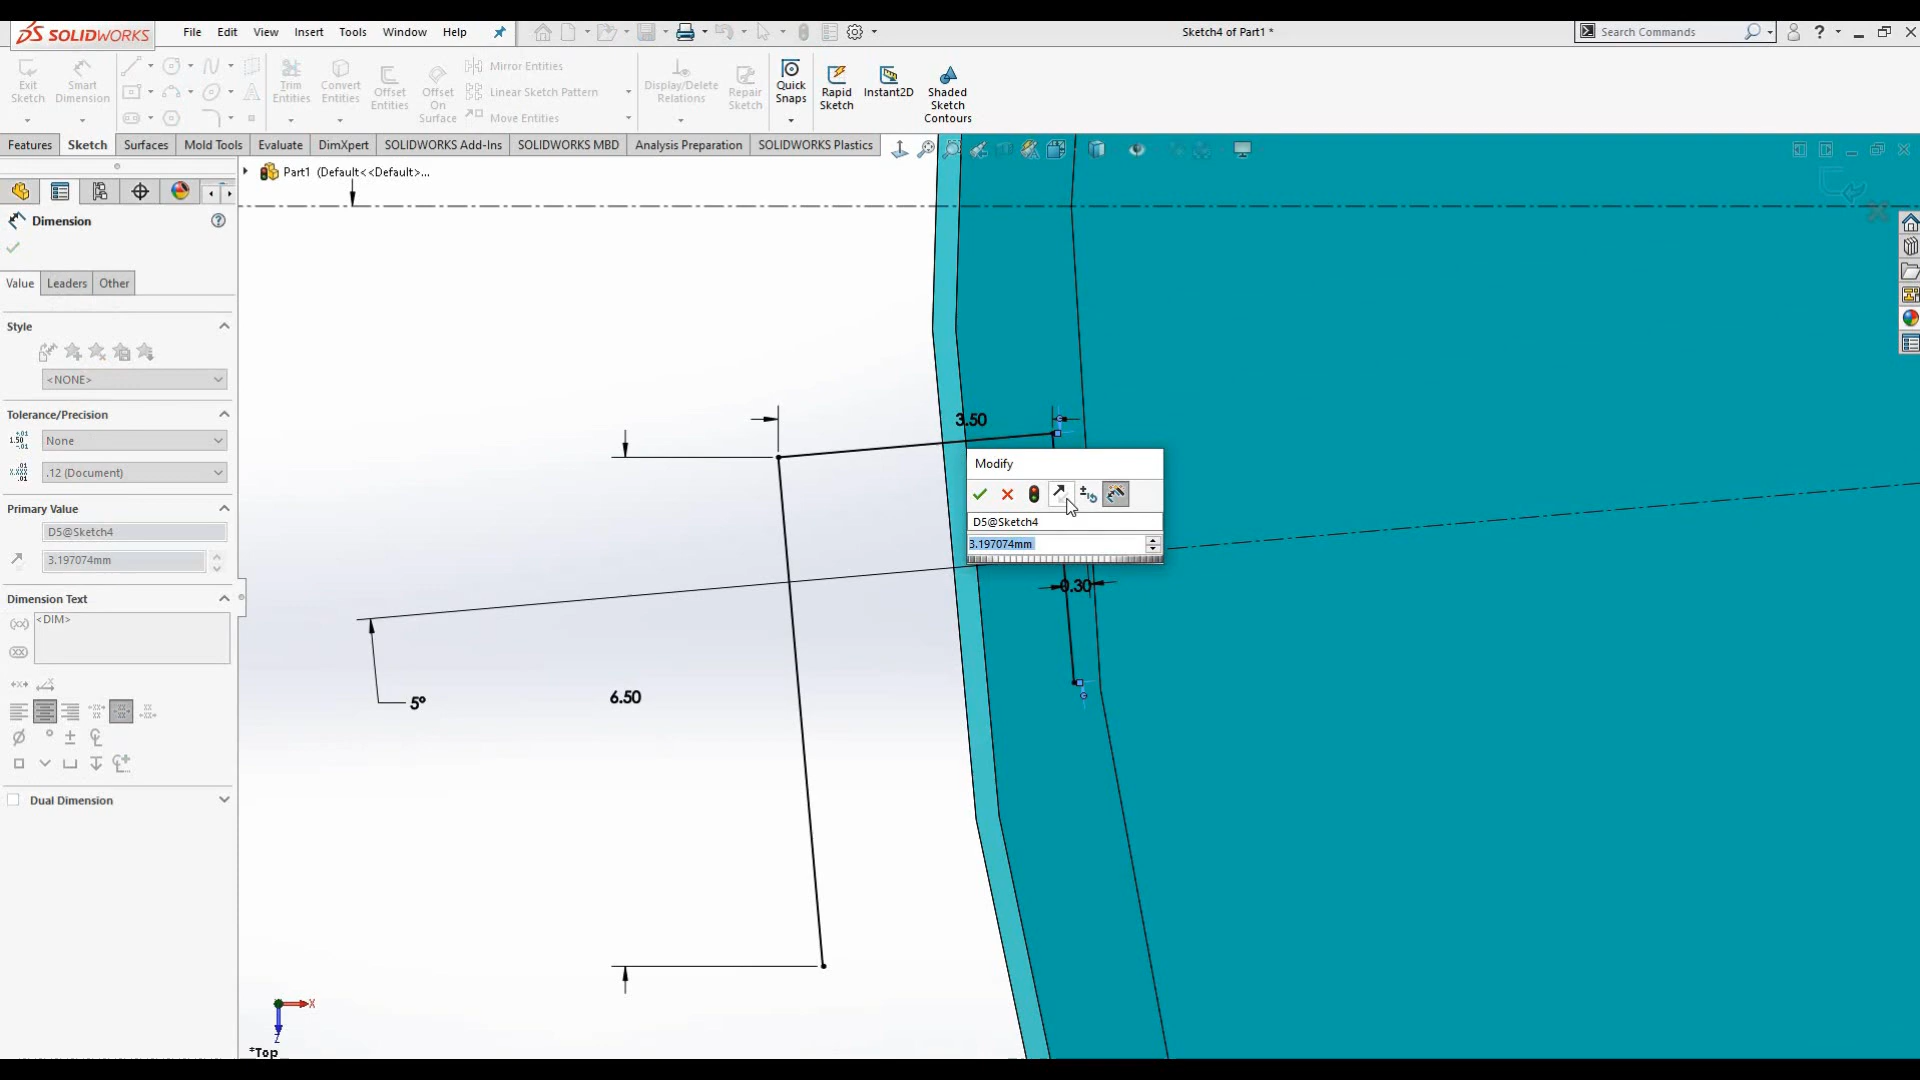 SOLIDWORKS File Edit View Insert Tools Window Help Sketch4 of Part1 * Search Commands
Exit Sketch
Smart Dimension
Trim Entities
Convert Entities
Offset Entities
Offset On Surface
Mirror Entities
Linear Sketch Pattern
Move Entities
Display/Delete Relations
Repair Sketch
Quick Snaps
Rapid Sketch
Instant2D
Shaded Sketch Contours
Features Sketch Surfaces Mold Tools Evaluate DimXpert SOLIDWORKS Add-Ins SOLIDWORKS MBD Analysis Preparation SOLIDWORKS Plastics
Part1 (Default<<Default>...
Dimension
Value Leaders Other
Style
<NONE>
Tolerance/Precision
None
.12 (Document)
Primary Value
D5@Sketch4
3.197074mm
Dimension Text
<DIM>
Dual Dimension
3.50
Modify
D5@Sketch4
3.197074mm
0.30
6.50
5°
X
Z
*Top